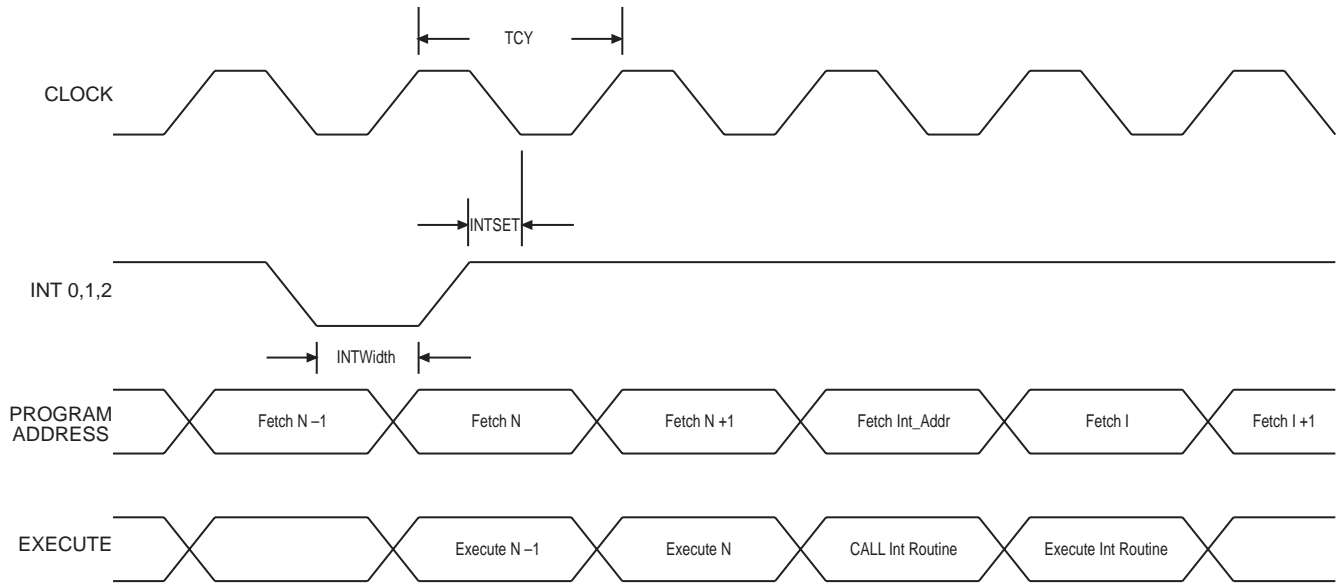 TCY
CLOCK
INTSET
INT 0,1,2
INTWidth
PROGRAM
ADDRESS
Fetch N –1
Fetch N
Fetch N +1
Fetch Int_Addr
Fetch I
Fetch I +1
EXECUTE
Execute N –1
Execute N
CALL Int Routine
Execute Int Routine